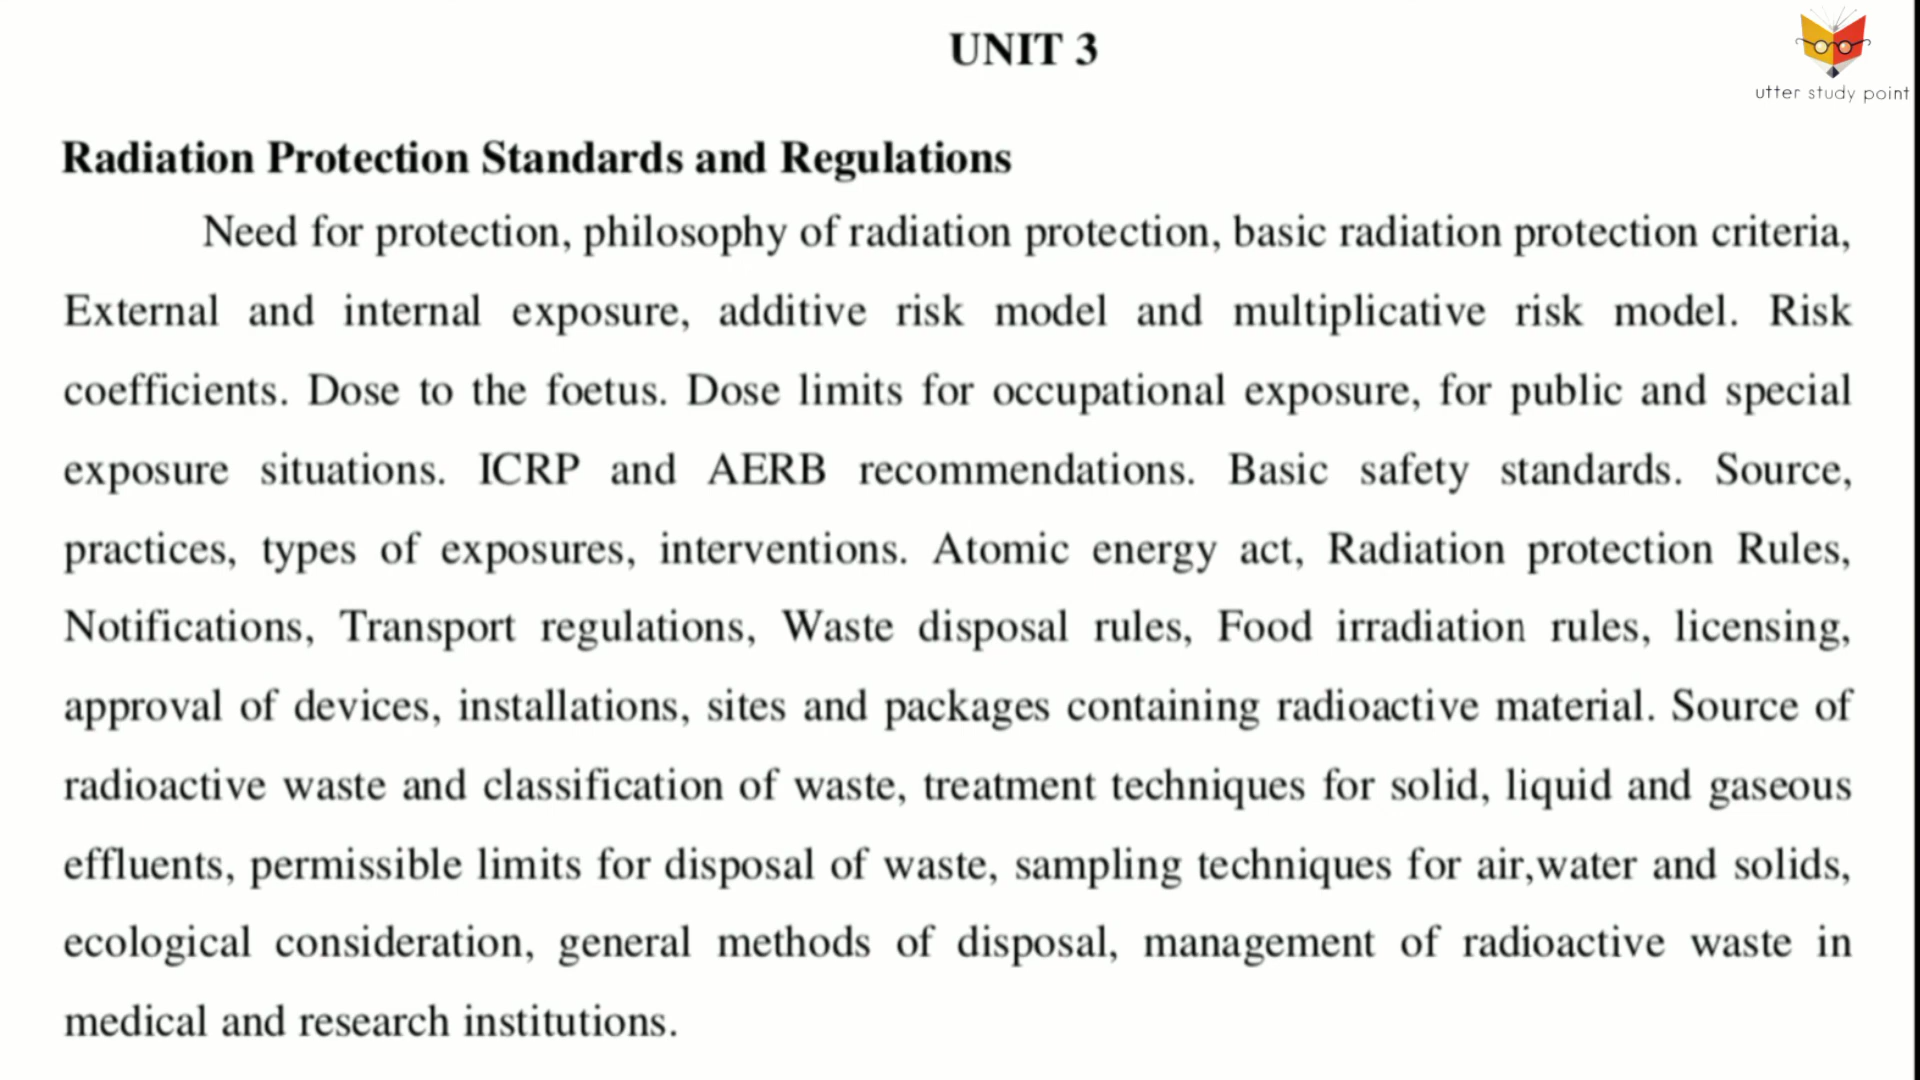 UNIT 3
utter study point
Radiation Protection Standards and Regulations
Need for protection, philosophy of radiation protection, basic radiation protection criteria,
External and internal exposure, additive risk model and multiplicative risk model. Risk
coefficients. Dose to the foetus. Dose limits for occupational exposure, for public and special
exposure situations. ICRP and AERB recommendations. Basic safety standards. Source,
practices, types of exposures, interventions. Atomic energy act, Radiation protection Rules,
Notifications, Transport regulations, Waste disposal rules, Food irradiation rules, licensing,
approval of devices, installations, sites and packages containing radioactive material. Source of
radioactive waste and classification of waste, treatment techniques for solid, liquid and gaseous
effluents, permissible limits for disposal of waste, sampling techniques for air,water and solids,
ecological consideration, general methods of disposal, management of radioactive waste in
medical and research institutions.